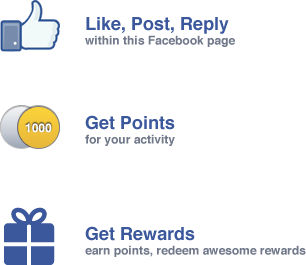 Like, Post, Reply
within this Facebook page
1000
Get Points
for your activity
Get Rewards
earn points, redeem awesome rewards